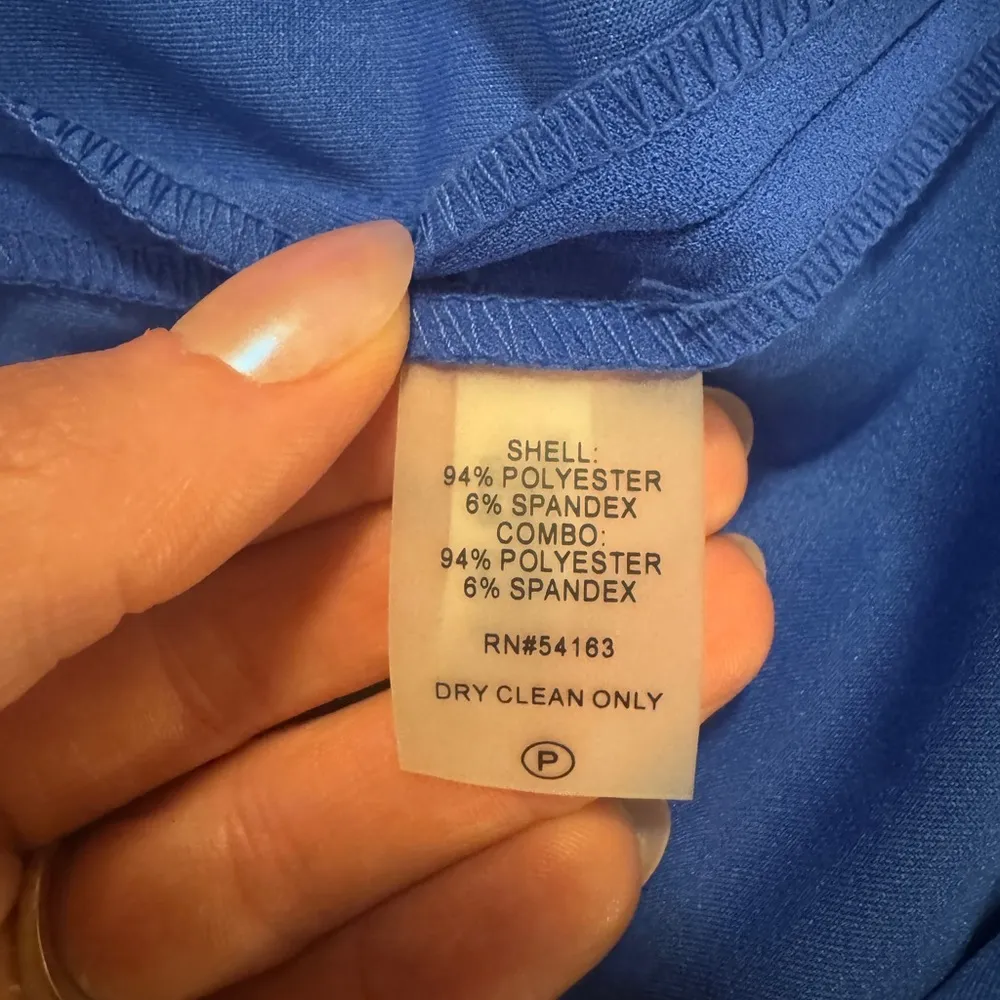 SHELL:
94% POLYESTER
6% SPANDEX
COMBO:
94% POLYESTER
6% SPANDEX
RN#54163
DRY CLEAN ONLY
P